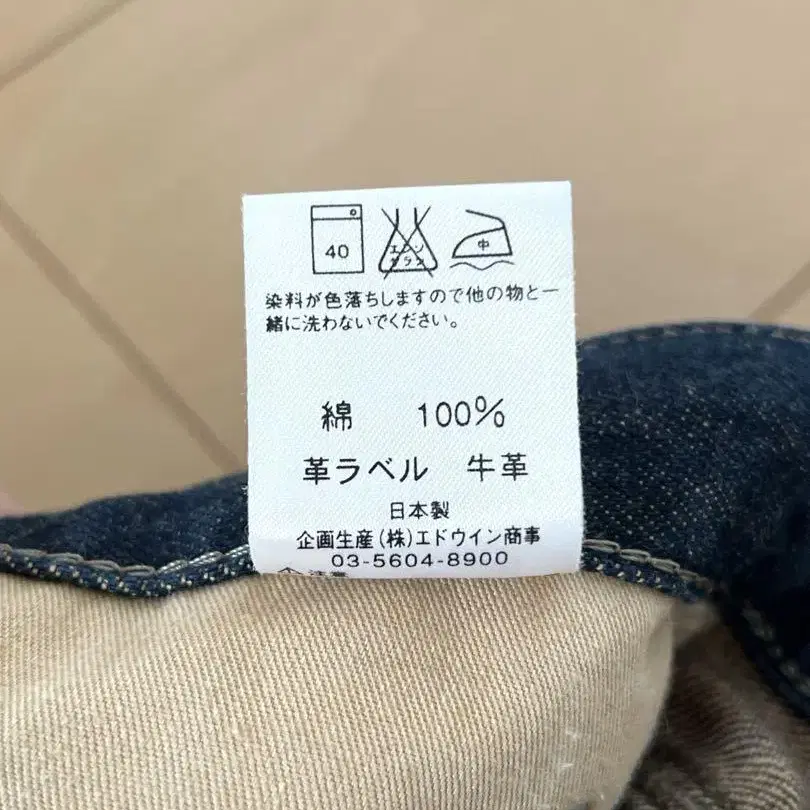 40
エンソ
サラシ
中
染料が色落ちしますので他の物と一
緒に洗わないでください。
綿 100%
革ラベル 牛革
日本製
企画生産(株)エドウイン商事
03-5604-8900
注意